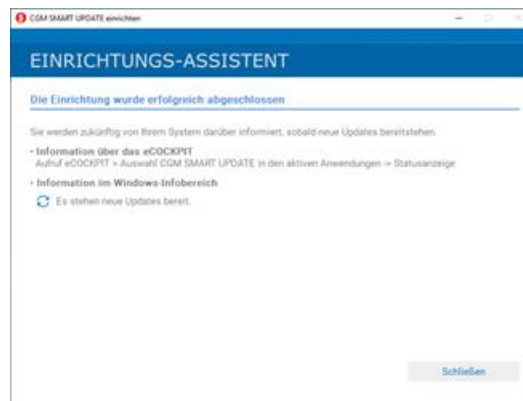 CGM SMART UPDATE einrichten
EINRICHTUNGS-ASSISTENT
Die Einrichtung wurde erfolgreich abgeschlossen
Sie werden zukünftig von Ihrem System darüber informiert, sobald neue Updates bereitstehen.
• Information über das eCOCKPIT
Aufruf eCOCKPIT > Auswahl CGM SMART UPDATE in den aktiven Anwendungen -> Statusanzeige
• Information im Windows-Infobereich
Es stehen neue Updates bereit.
Schließen